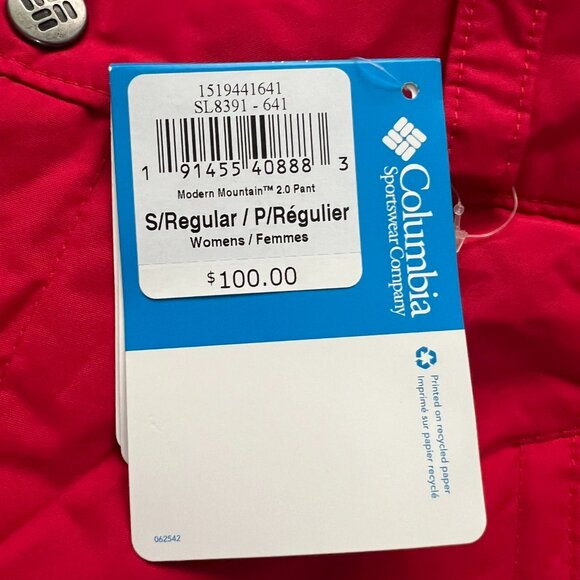 1519441641
SL8391 - 641
1 91455 40888 3
Modern Mountain™ 2.0 Pant
S/Regular / P/Régulier
Womens / Femmes
$100.00
Columbia
Sportswear Company
Printed on recycled paper
Imprimé sur papier recyclé
062542